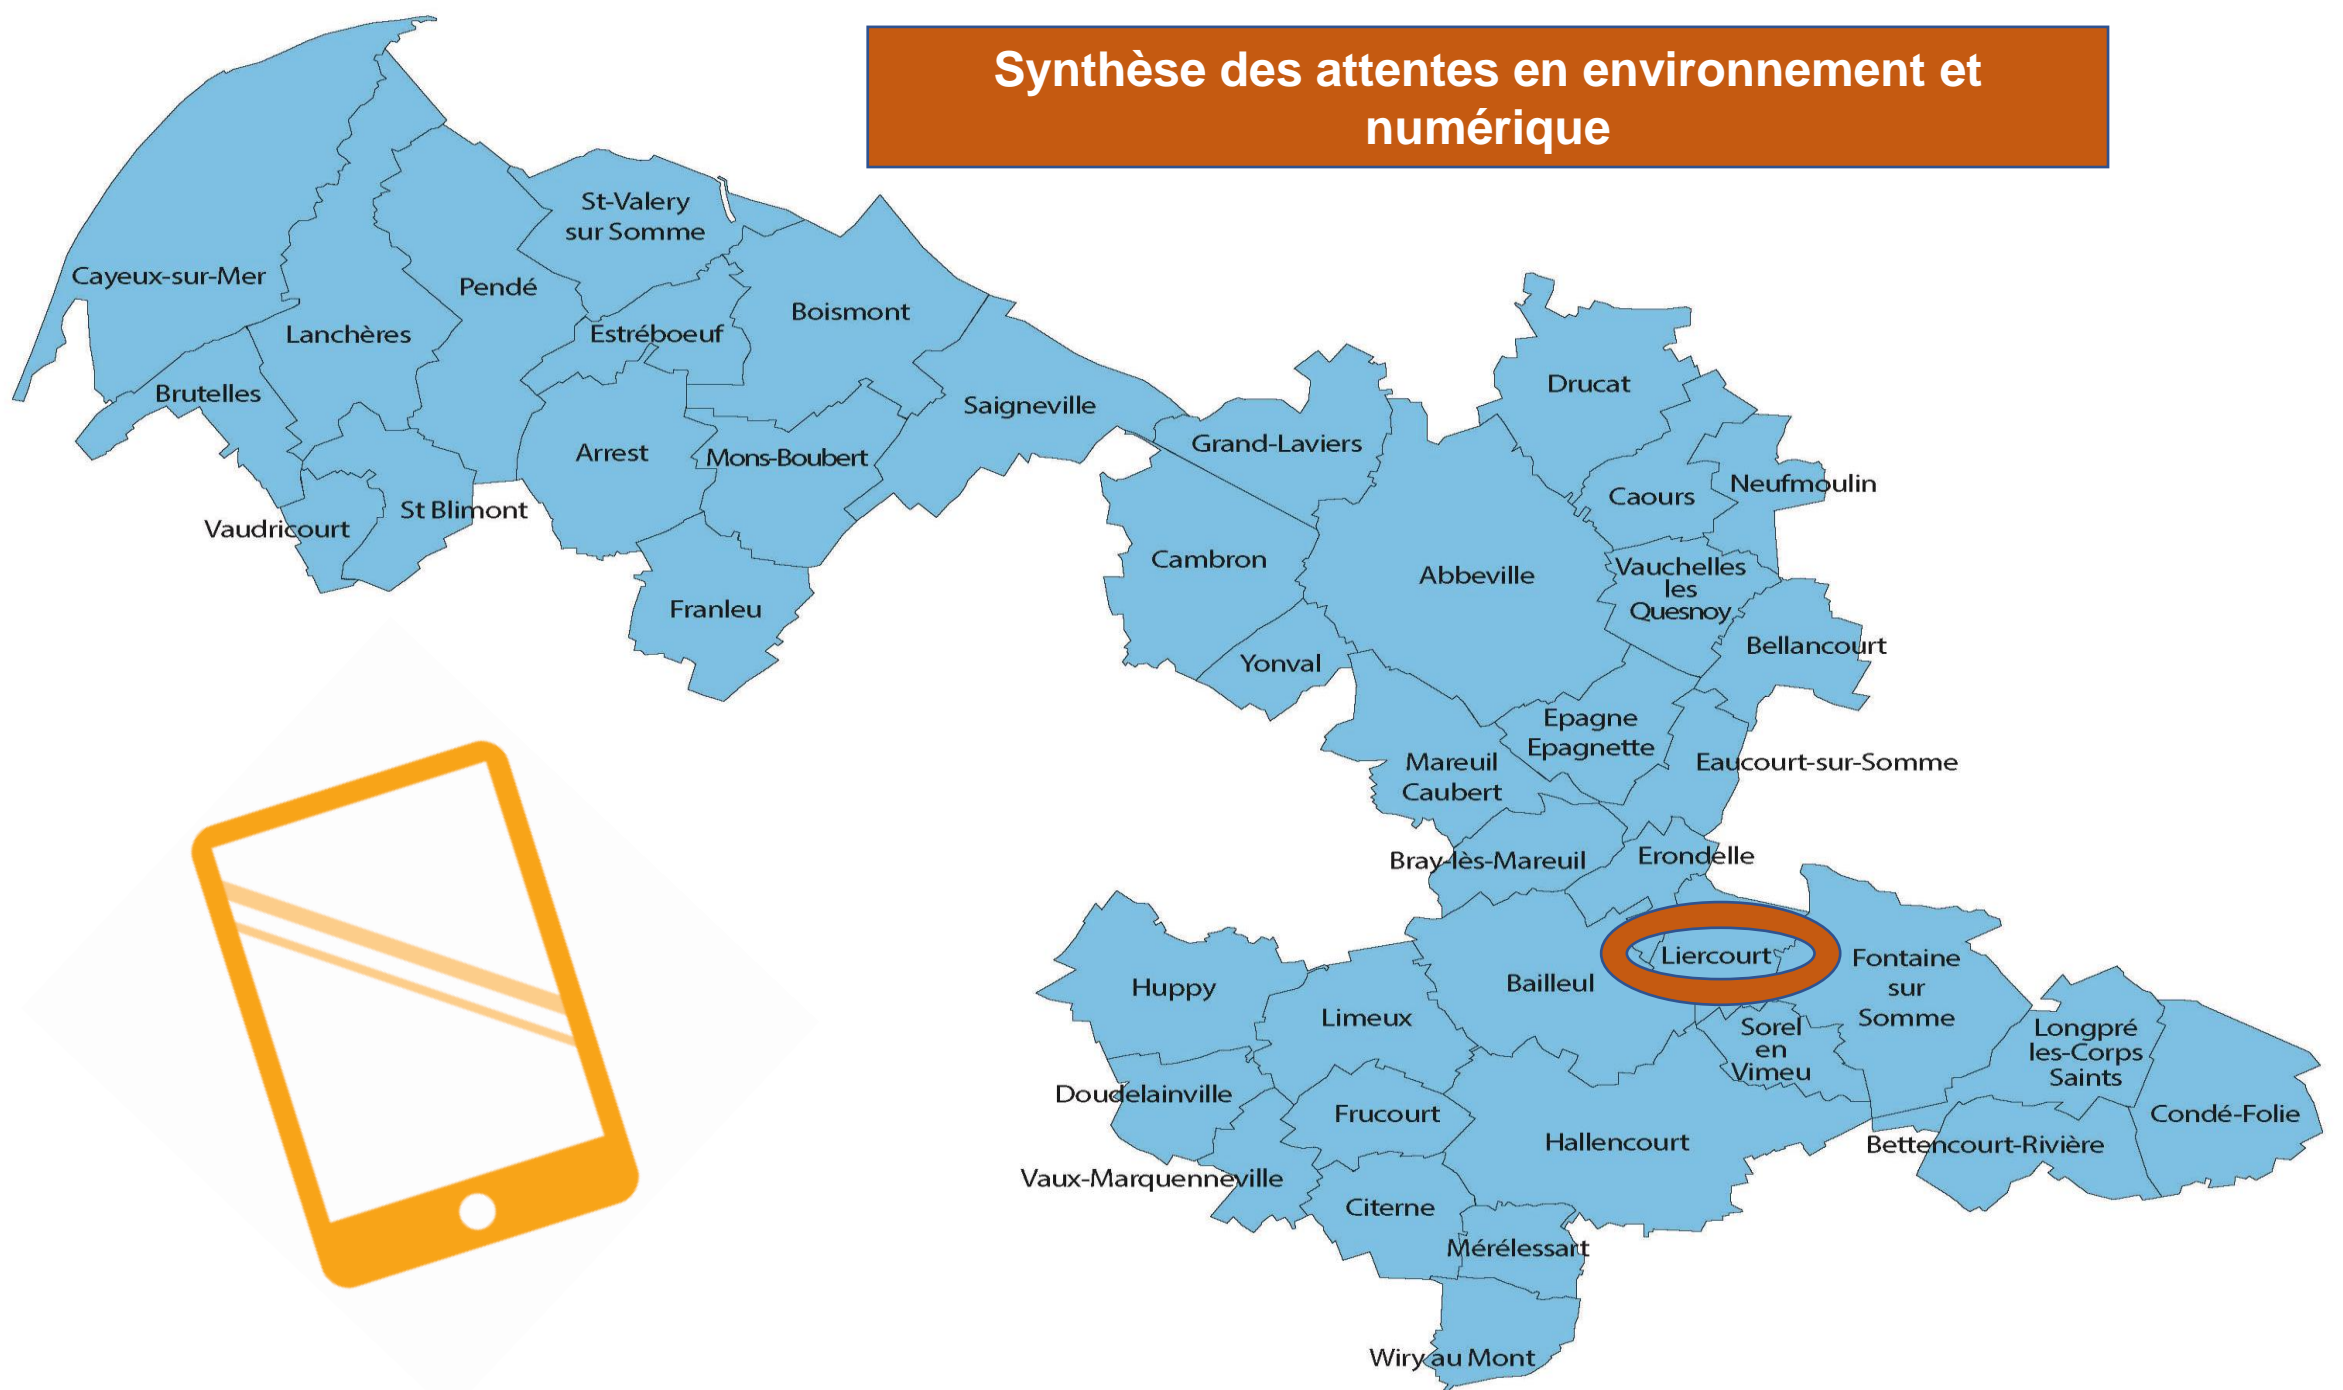 Synthèse des attentes en environnement et
numérique
St-Valery
sur Somme
Cayeux-sur-Mer
Pendé
Boismont
Lanchères
Estréboeuf
Brutelles
Saigneville
Drucat
Grand-Laviers
Arrest
Mons-Boubert
Neufmoulin
Caours
St Blimont
Vaudricourt
Cambron
Abbeville
Vauchelles
les
Quesnoy
Franleu
Bellancourt
Yonval
Epagne
Epagnette
Mareuil
Caubert
Eaucourt-sur-Somme
Bray-lès-Mareuil
Erondelle
Liercourt
Fontaine
sur
Somme
Bailleul
Huppy
Limeux
Sorel
en
Vimeu
Longpré
les-Corps
Saints
Doudelainville
Frucourt
Condé-Folie
Hallencourt
Bettencourt-Rivière
Vaux-Marquenneville
Citerne
Mérélessart
Wiry au Mont